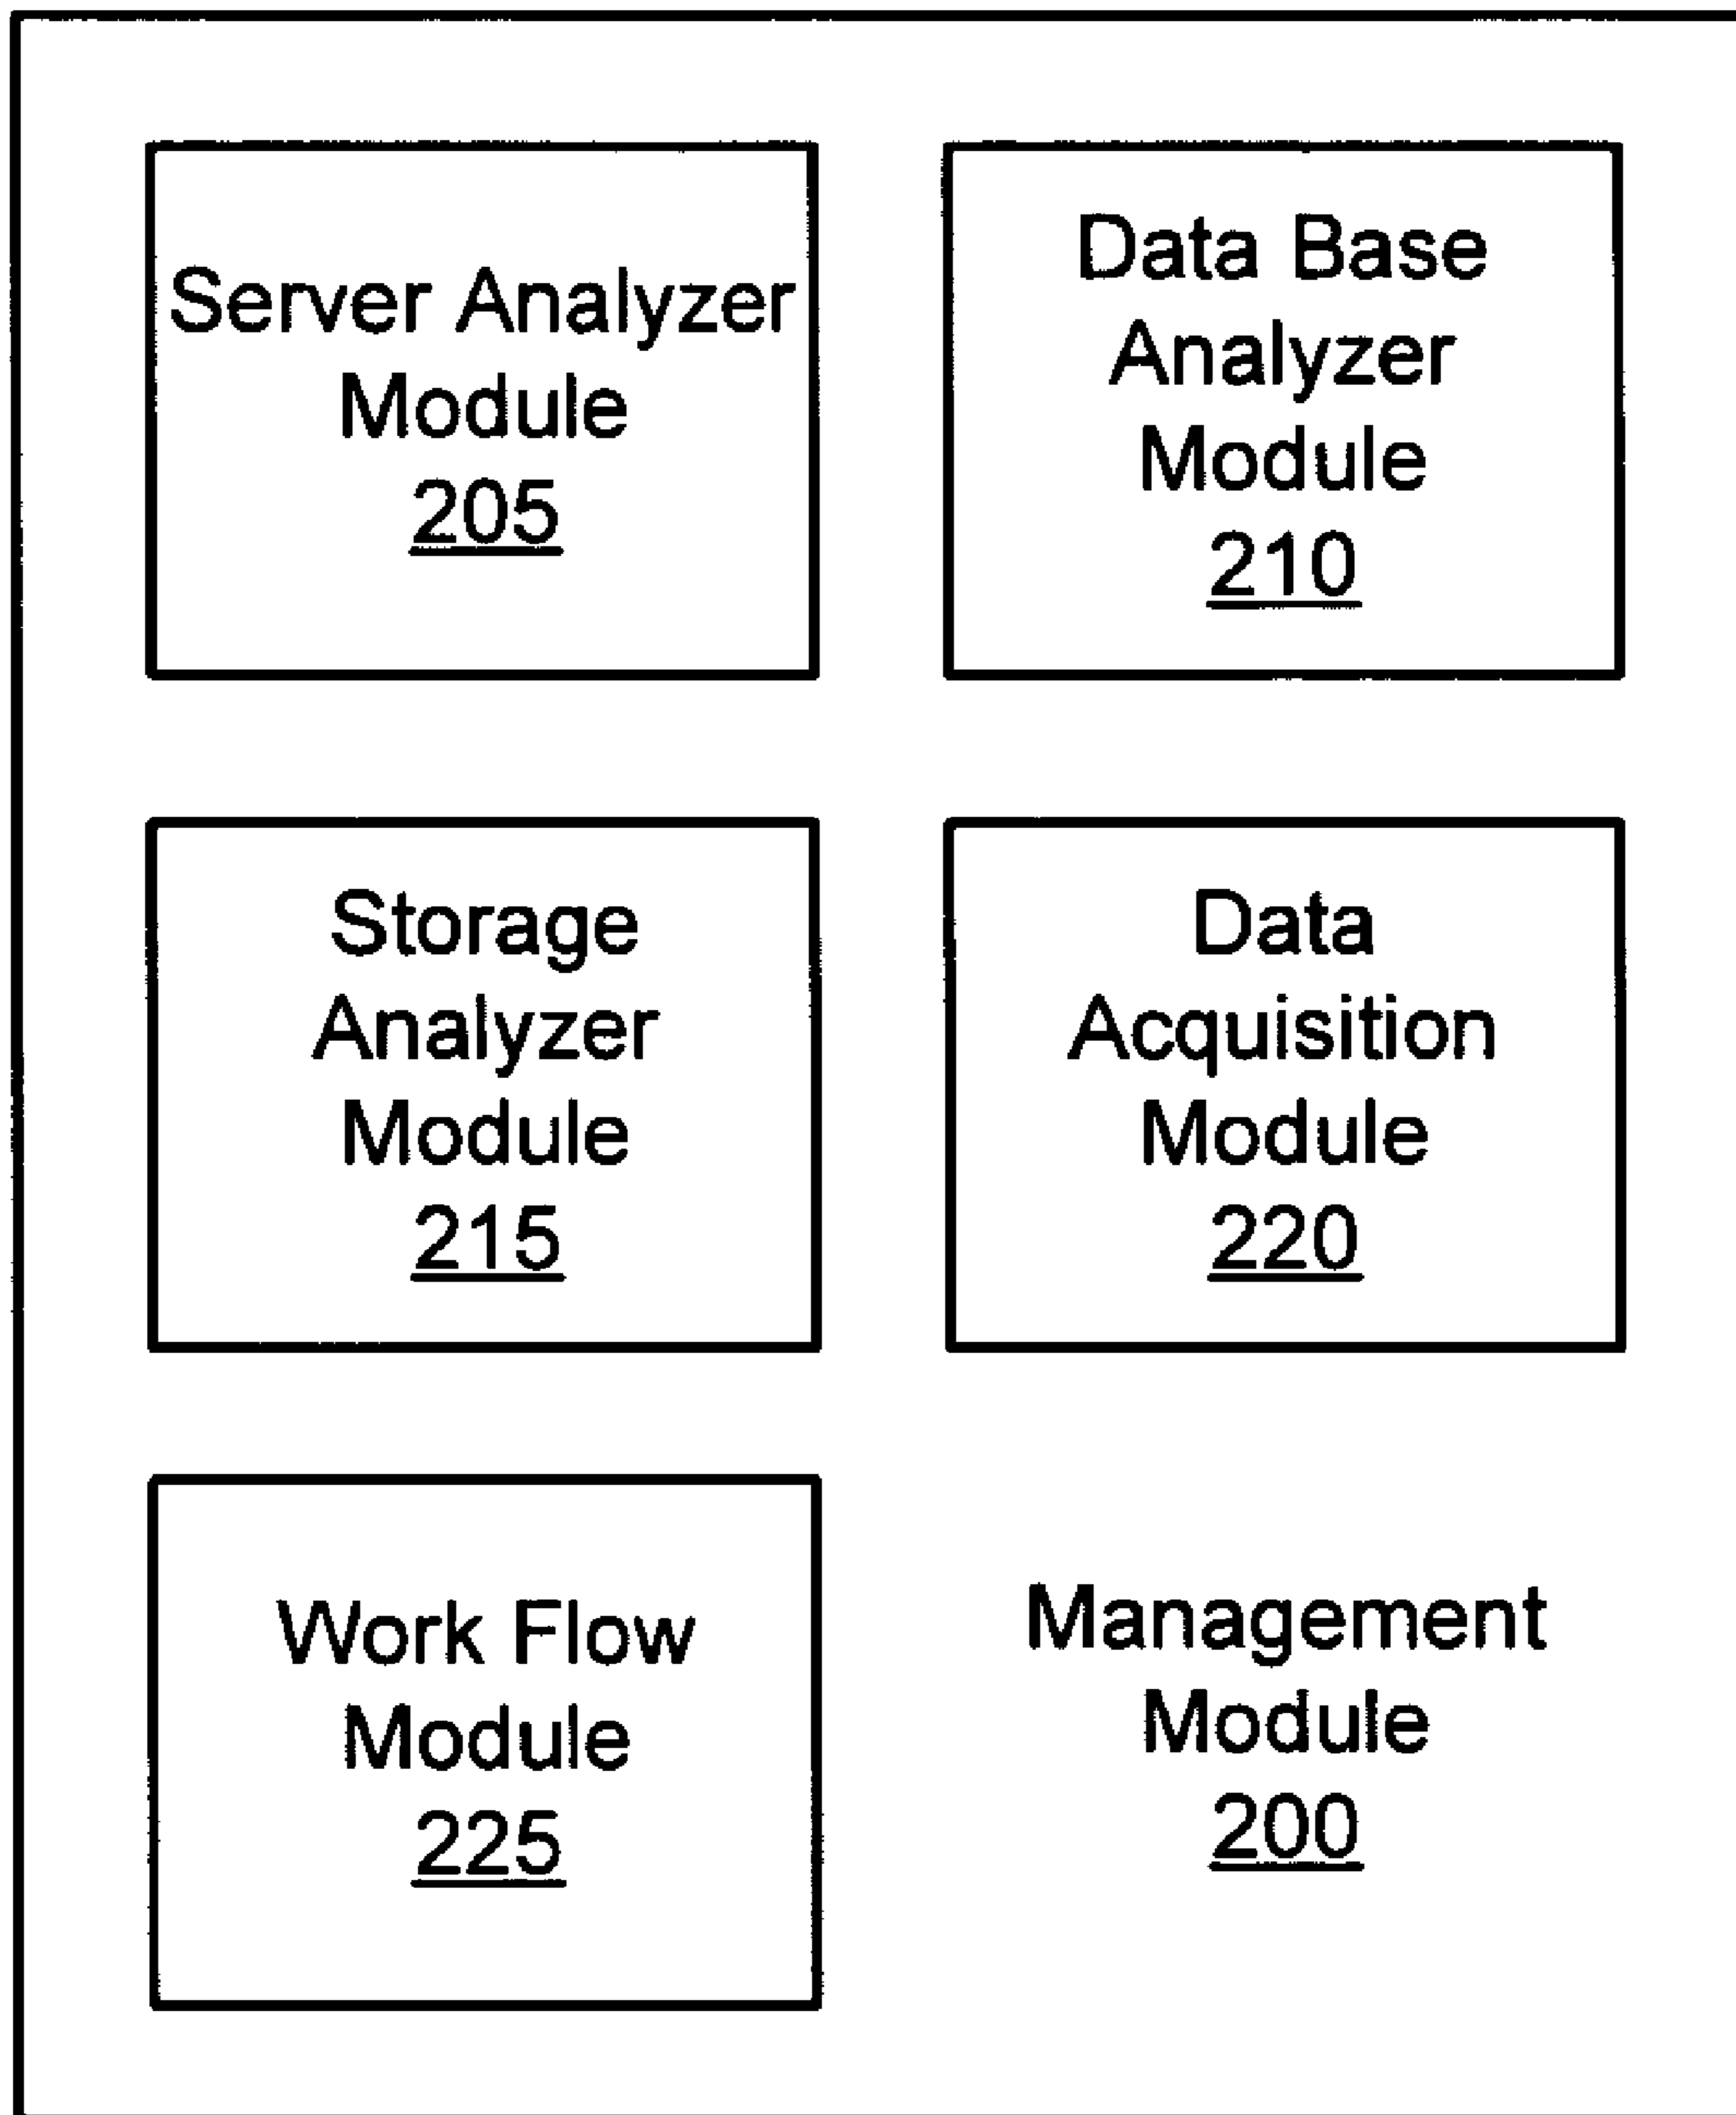 Server Analyzer
Module
205
Data Base
Analyzer
Module
210
Storage
Analyzer
Module
215
Data
Acquisition
Module
220
Work Flow
Module
225
Management
Module
200